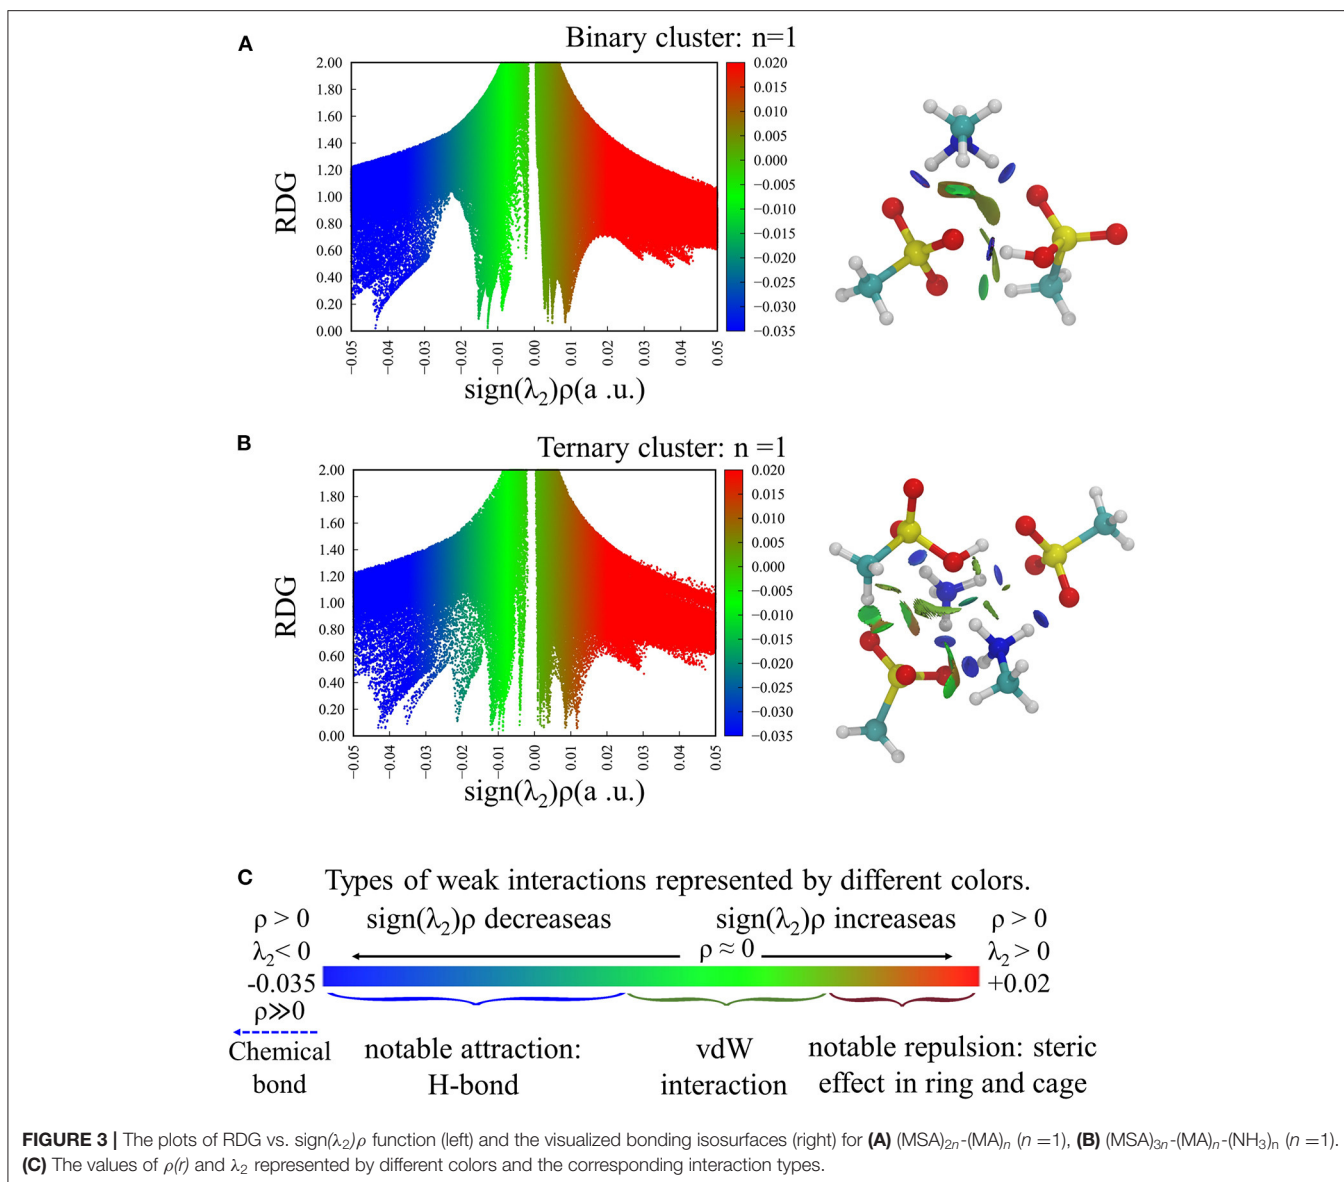 A
Binary cluster: n=1
RDG
2.00
1.80
1.60
1.40
1.20
1.00
0.80
0.60
0.40
0.20
0.00
−0.05
−0.04
−0.03
−0.02
−0.01
0.00
0.01
0.02
0.03
0.04
0.05
sign(λ₂)ρ(a .u.)
0.020
0.015
0.010
0.005
0.000
−0.005
−0.010
−0.015
−0.020
−0.025
−0.030
−0.035
B
Ternary cluster: n =1
RDG
2.00
1.80
1.60
1.40
1.20
1.00
0.80
0.60
0.40
0.20
0.00
−0.05
−0.04
−0.03
−0.02
−0.01
0.00
0.01
0.02
0.03
0.04
0.05
sign(λ₂)ρ(a .u.)
0.020
0.015
0.010
0.005
0.000
−0.005
−0.010
−0.015
−0.020
−0.025
−0.030
−0.035
C
Types of weak interactions represented by different colors.
ρ > 0
λ₂< 0
-0.035
ρ≫0
Chemical
bond
sign(λ₂)ρ decreaseas
ρ ≈ 0
sign(λ₂)ρ increaseas
ρ > 0
λ₂ > 0
+0.02
notable attraction:
H-bond
vdW
interaction
notable repulsion: steric
effect in ring and cage
FIGURE 3 | The plots of RDG vs. sign(λ₂)ρ function (left) and the visualized bonding isosurfaces (right) for (A) (MSA)₂ₙ-(MA)ₙ (n =1), (B) (MSA)₃ₙ-(MA)ₙ-(NH₃)ₙ (n =1).
(C) The values of ρ(r) and λ₂ represented by different colors and the corresponding interaction types.